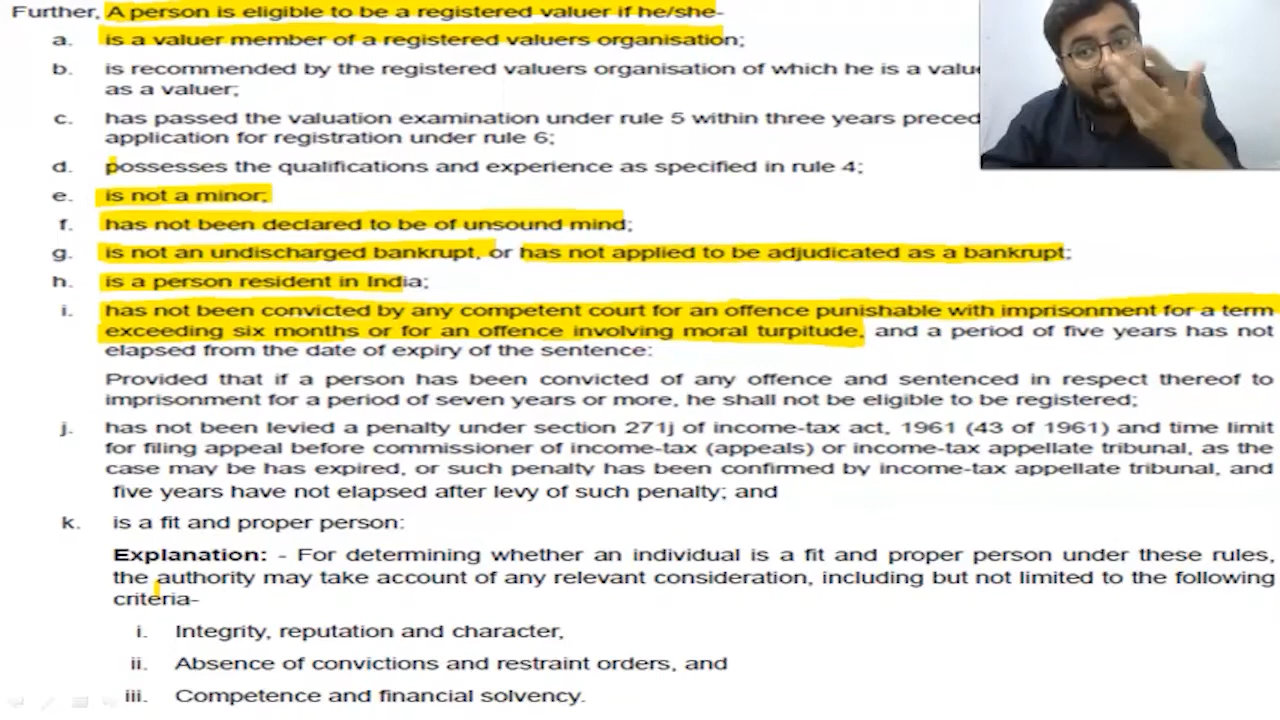 Further, A person is eligible to be a registered valuer if he/she-
a. is a valuer member of a registered valuers organisation;
b. is recommended by the registered valuers organisation of which he is a
as a valuer;
c. has passed the valuation examination under rule 5 within three years
application for registration under rule 6;
d. possesses the qualifications and experience as specified in rule 4;
e. is not a minor;
f. has not been declared to be of unsound mind;
g. is not an undischarged bankrupt, or has not applied to be adjudicated as a bankrupt;
h. is a person resident in India;
i. has not been convicted by any competent court for an offence punishable with imprisonment for a term
exceeding six months or for an offence involving moral turpitude, and a period of five years has not
elapsed from the date of expiry of the sentence:
Provided that if a person has been convicted of any offence and sentenced in respect thereof to
imprisonment for a period of seven years or more, he shall not be eligible to be registered;
j. has not been levied a penalty under section 271j of income-tax act, 1961 (43 of 1961) and time limit
for filing appeal before commissioner of income-tax (appeals) or income-tax appellate tribunal, as the
case may be has expired, or such penalty has been confirmed by income-tax appellate tribunal, and
five years have not elapsed after levy of such penalty; and
k. is a fit and proper person:
Explanation: - For determining whether an individual is a fit and proper person under these rules,
the authority may take account of any relevant consideration, including but not limited to the following
criteria-
i. Integrity, reputation and character,
ii. Absence of convictions and restraint orders, and
iii. Competence and financial solvency.